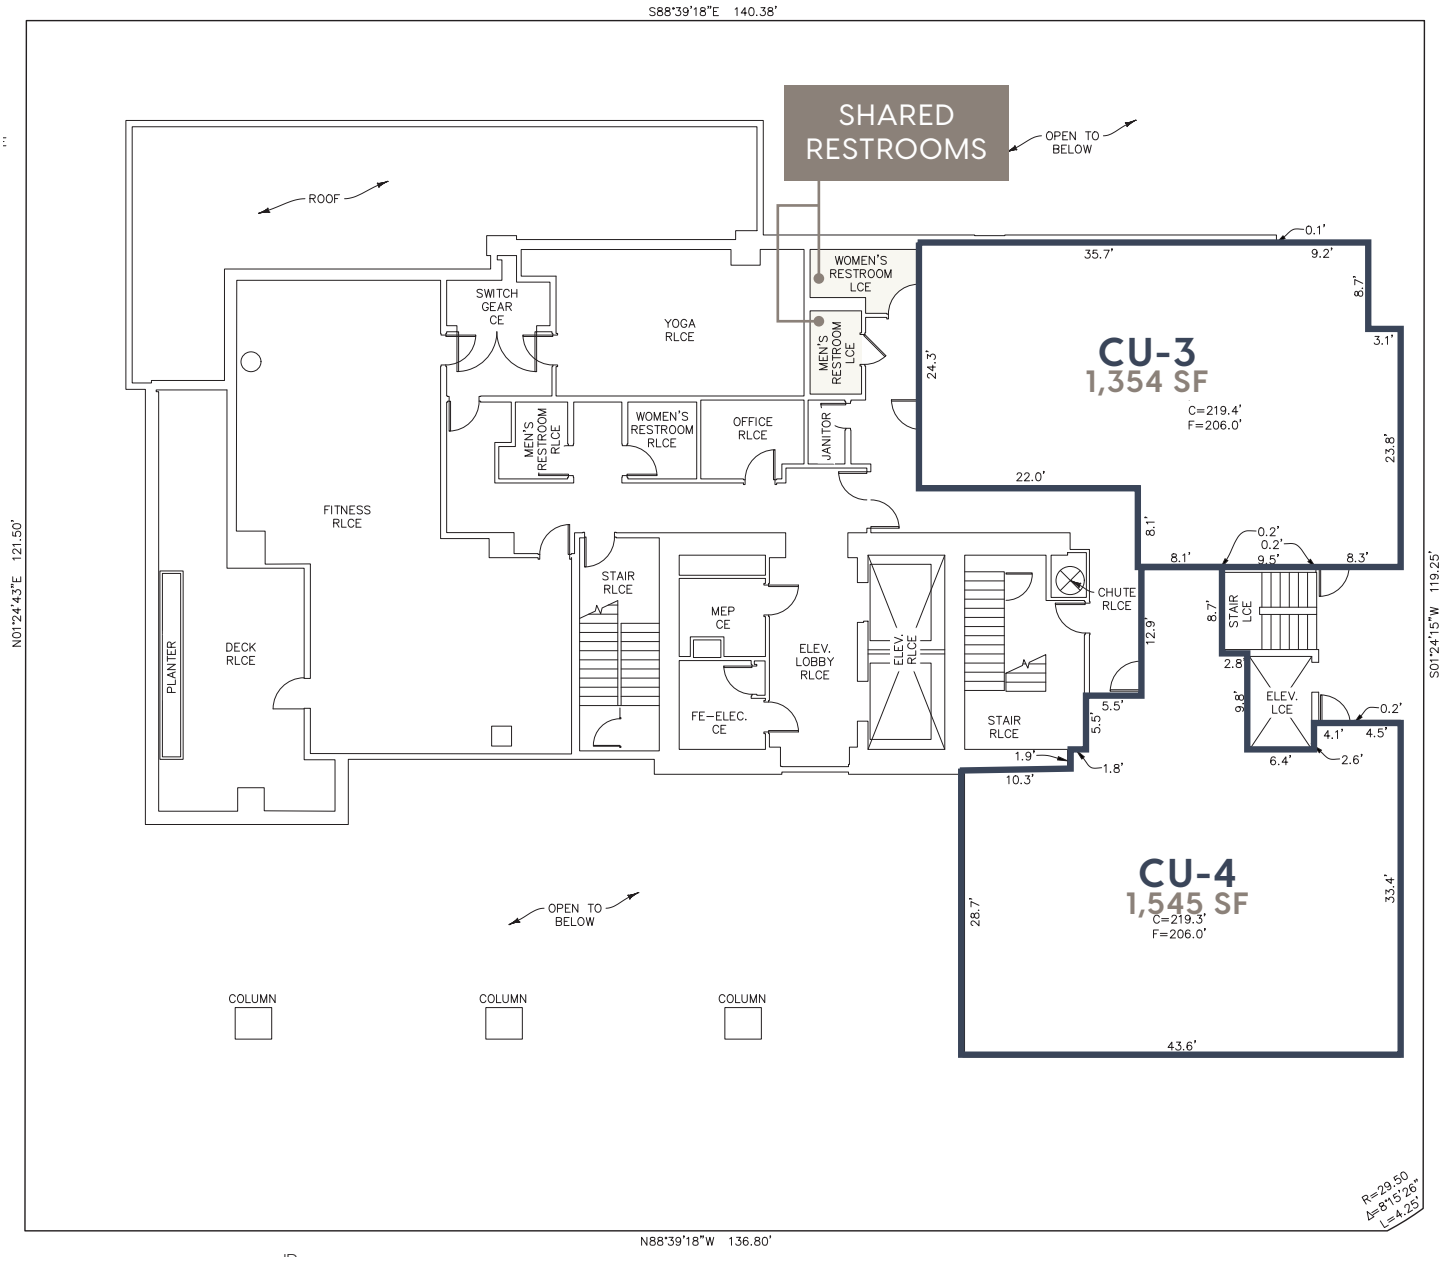 S88°39'18"E 140.38'
SHARED
RESTROOMS
OPEN TO
BELOW
ROOF
0.1'
35.7'
9.2'
WOMEN'S
RESTROOM
LCE
8.7'
SWITCH
GEAR
CE
YOGA
RLCE
MEN'S
RESTROOM
LCE
24.3'
3.1'
CU-3
1,354 SF
C=219.4'
F=206.0'
MEN'S
RESTROOM
RLCE
WOMEN'S
RESTROOM
RLCE
OFFICE
RLCE
JANITOR
23.8'
22.0'
FITNESS
RLCE
8.1'
0.2'
0.2'
8.1'
9.5'
8.3'
N01°24'43"E 121.50'
S01°24'15"W 119.25'
STAIR
RLCE
MEP
CE
CHUTE
RLCE
8.7'
STAIR
LCE
12.9'
PLANTER
DECK
RLCE
ELEV.
LOBBY
RLCE
ELEV.
RLCE
2.8'
9.8'
ELEV.
LCE
5.5'
5.5'
FE-ELEC.
CE
STAIR
RLCE
0.2'
4.1'
4.5'
1.9'
1.8'
6.4'
2.6'
10.3'
CU-4
1,545 SF
C=219.3'
F=206.0'
28.7'
33.4'
OPEN TO
BELOW
COLUMN
COLUMN
COLUMN
43.6'
R=29.50
Δ=8°15'26"
L=4.25'
N88°39'18"W 136.80'